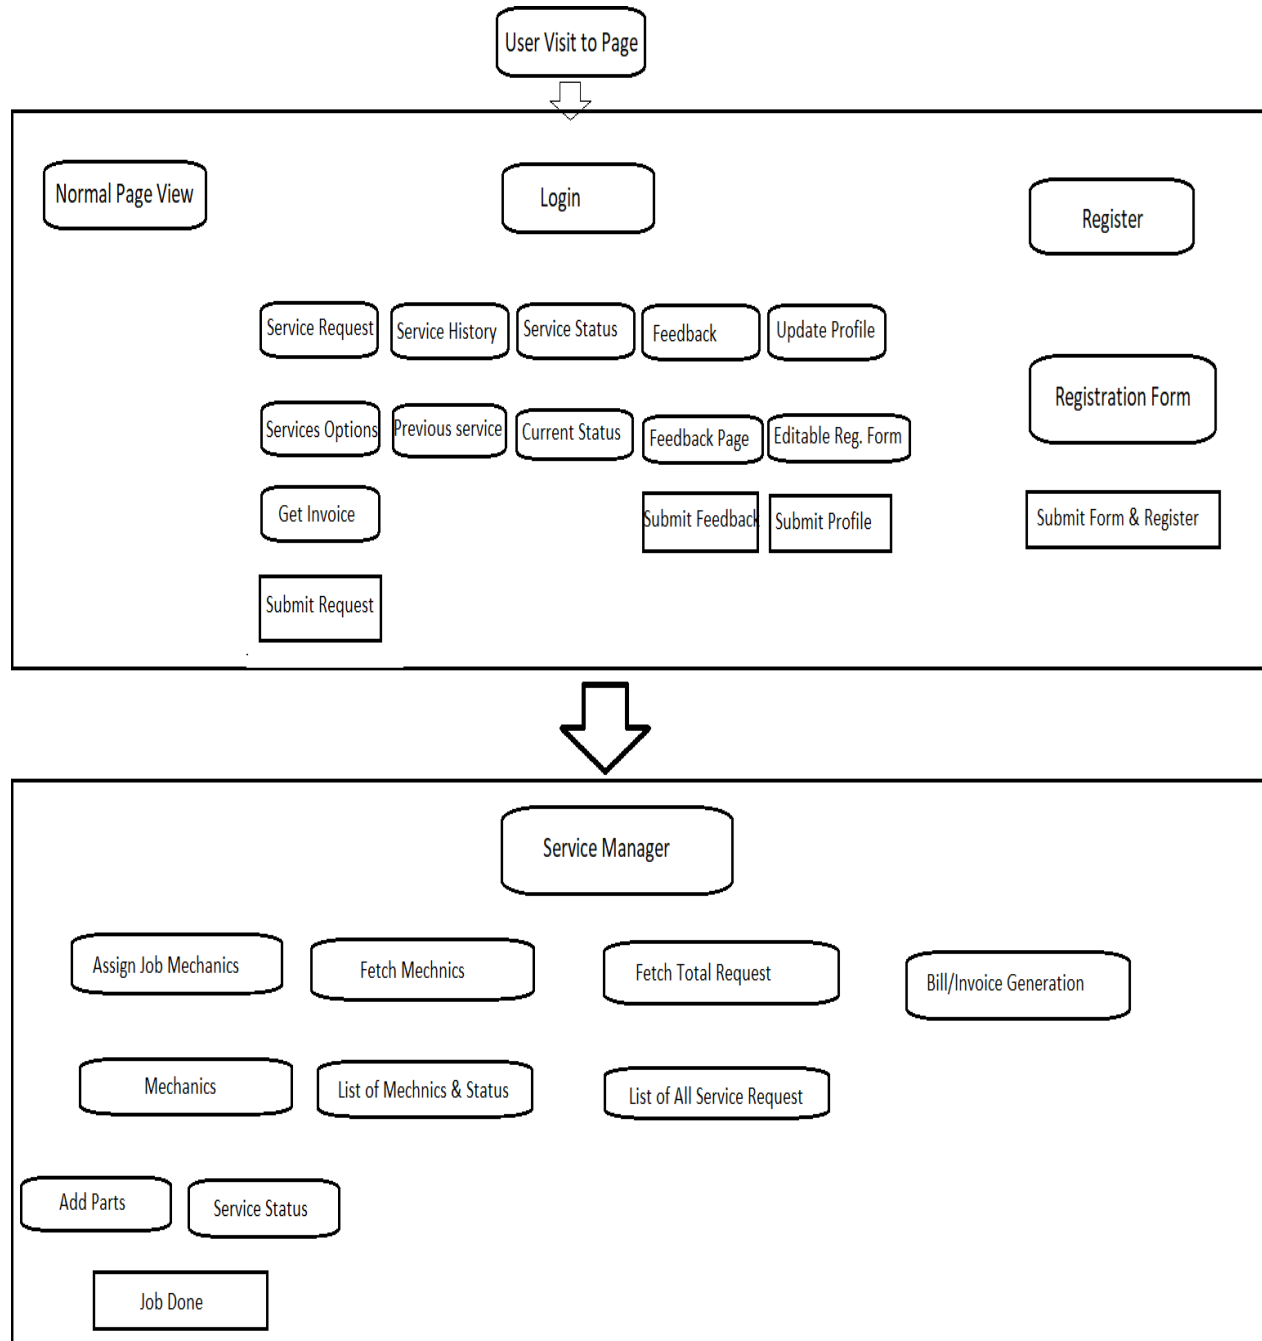 User Visit to Page
Normal Page View
Login
Register
Service Request
Service History
Service Status
Feedback
Update Profile
Registration Form
Services Options
Previous service
Current Status
Feedback Page
Editable Reg. Form
Get Invoice
Submit Feedback
Submit Profile
Submit Form & Register
Submit Request
Service Manager
Assign Job Mechanics
Fetch Mechnics
Fetch Total Request
Bill/Invoice Generation
Mechanics
List of Mechnics & Status
List of All Service Request
Add Parts
Service Status
Job Done